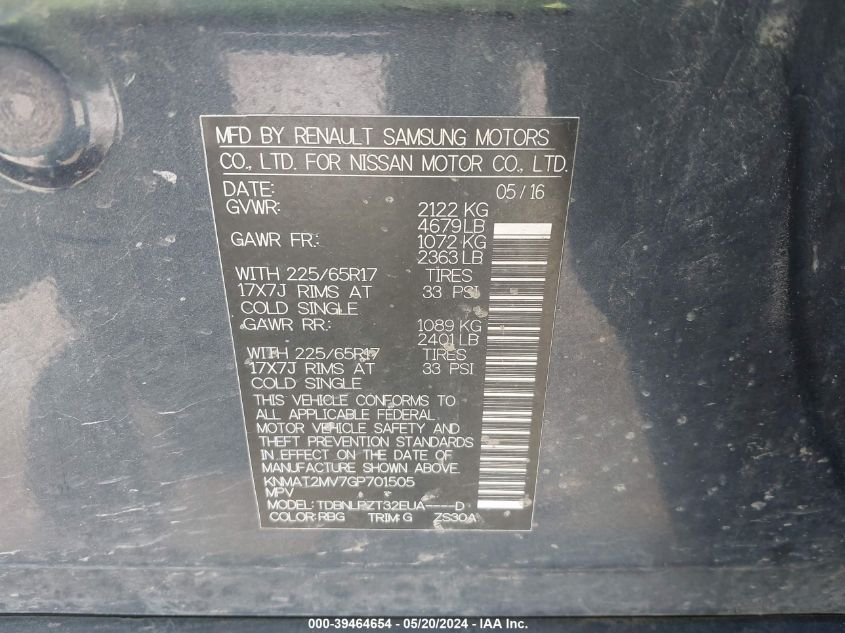 MFD BY RENAULT SAMSUNG MOTORS
CO., LTD. FOR NISSAN MOTOR CO., LTD.
DATE: 05/16
GVWR: 2122 KG
4679LB
GAWR FR.: 1072 KG
2363 LB
WITH 225/65R17 TIRES
17X7J RIMS AT 33 PSI
COLD SINGLE
GAWR RR.: 1089 KG
2401 LB
WITH 225/65R17 TIRES
17X7J RIMS AT 33 PSI
COLD SINGLE
THIS VEHICLE CONFORMS TO
ALL APPLICABLE FEDERAL
MOTOR VEHICLE SAFETY AND
THEFT PREVENTION STANDARDS
IN EFFECT ON THE DATE OF
MANUFACTURE SHOWN ABOVE.
KNMAT2MV7GP701505
MPV
MODEL: TDBNLPZT32EUA----D
COLOR:RBG TRIM:G ZS30A
000-39464654 - 05/20/2024 - IAA Inc.